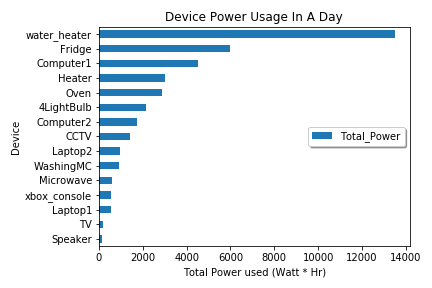 Device Power Usage In A Day
water_heater
Fridge
Computer1
Heater
Oven
4LightBulb
Computer2
CCTV
Laptop2
WashingMC
Microwave
xbox_console
Laptop1
TV
Speaker
Device
Total_Power
0 2000 4000 6000 8000 10000 12000 14000
Total Power used (Watt * Hr)